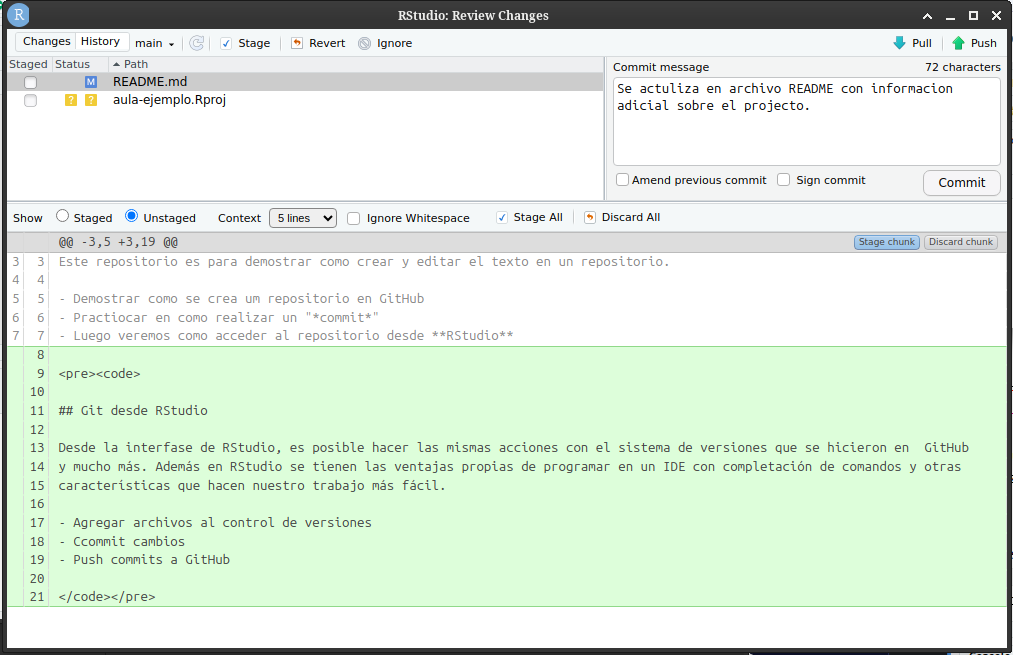 R
RStudio: Review Changes
Changes History main Stage Revert Ignore Pull Push
Staged Status Path
M README.md
? ? aula-ejemplo.Rproj
Commit message 72 characters
Se actuliza en archivo README con informacion
adicial sobre el projecto.
Amend previous commit Sign commit Commit
Show Staged Unstaged Context 5 lines Ignore Whitespace Stage All Discard All
@@ -3,5 +3,19 @@ Stage chunk Discard chunk
3 3 Este repositorio es para demostrar como crear y editar el texto en un repositorio.
4 4
5 5 - Demostrar como se crea um repositorio en GitHub
6 6 - Practiocar en como realizar un "*commit*"
7 7 - Luego veremos como acceder al repositorio desde **RStudio**
8
9 <pre><code>
10
11 ## Git desde RStudio
12
13 Desde la interfase de RStudio, es posible hacer las mismas acciones con el sistema de versiones que se hicieron en  GitHub
14 y mucho más. Además en RStudio se tienen las ventajas propias de programar en un IDE con completación de comandos y otras
15 características que hacen nuestro trabajo más fácil.
16
17 - Agregar archivos al control de versiones
18 - Ccommit cambios
19 - Push commits a GitHub
20
21 </code></pre>